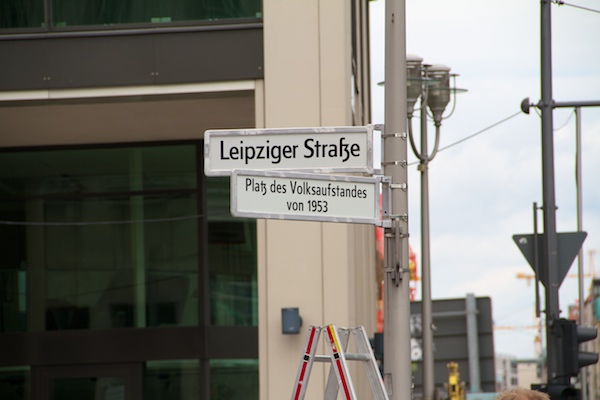 Leipziger Straße
Platz des Volksaufstandes
von 1953